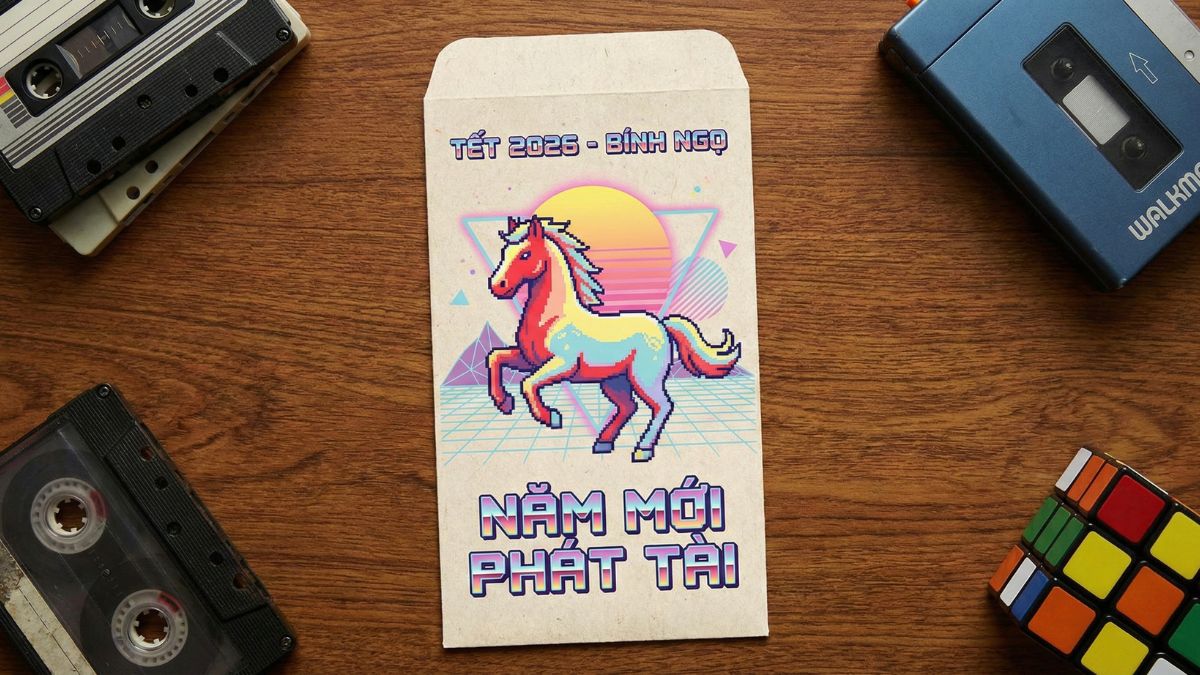 TẾT 2026 - BÍNH NGỌ
NĂM MỚI
PHÁT TÀI
WALKMA